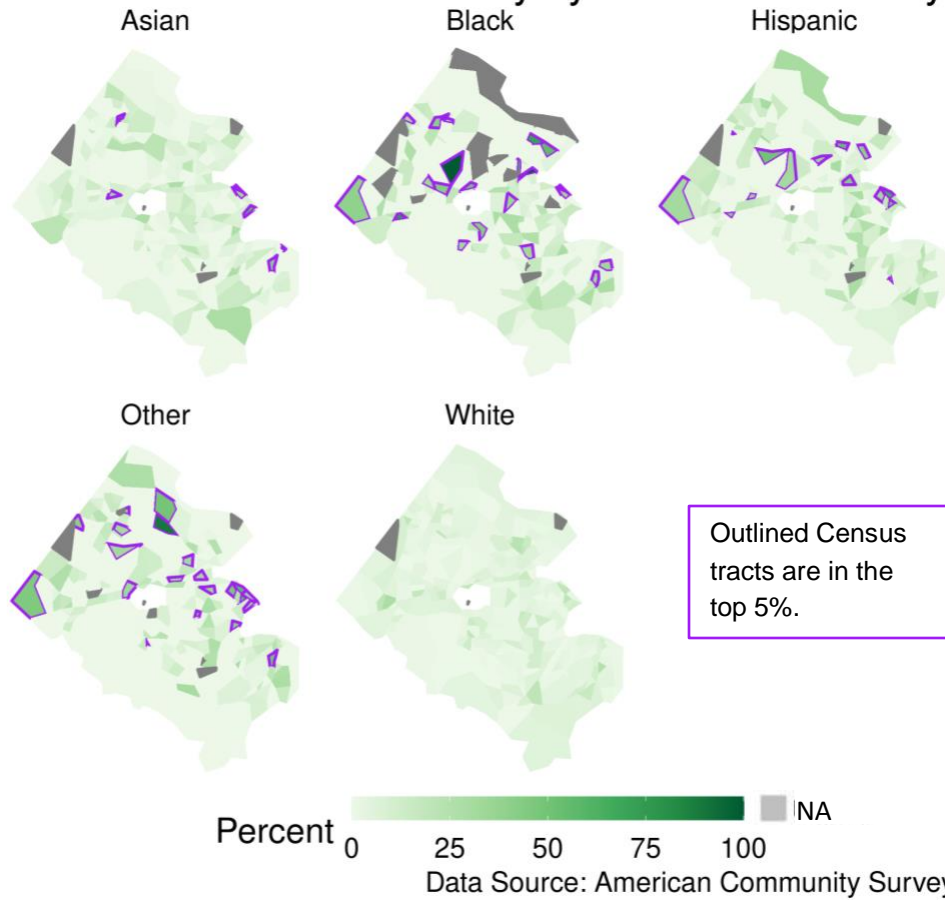 Asian
Black
Hispanic
Other
White
Outlined Census
tracts are in the
top 5%.
Percent
0 25 50 75 100
NA
Data Source: American Community Survey